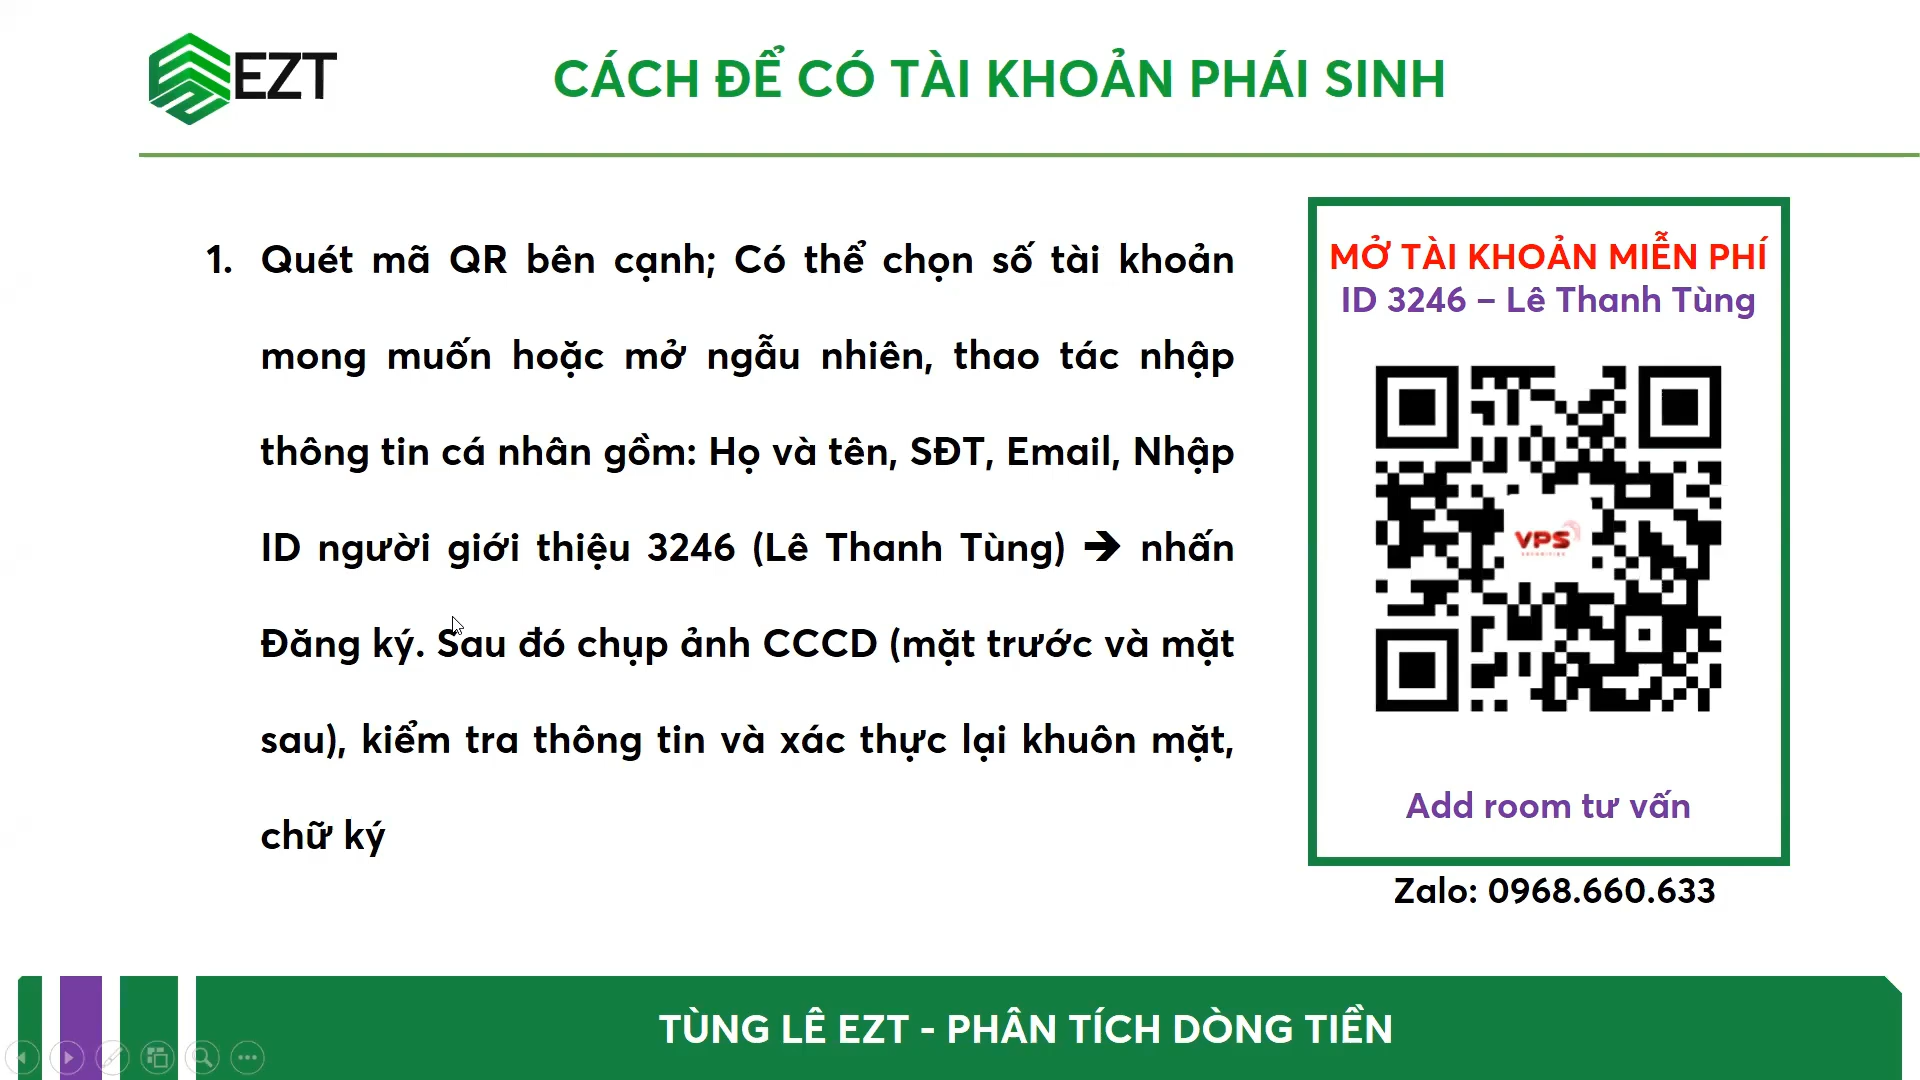 EZT
CÁCH ĐỂ CÓ TÀI KHOẢN PHÁI SINH
1. Quét mã QR bên cạnh; Có thể chọn số tài khoản
mong muốn hoặc mở ngẫu nhiên, thao tác nhập
thông tin cá nhân gồm: Họ và tên, SĐT, Email, Nhập
ID người giới thiệu 3246 (Lê Thanh Tùng) ➔ nhấn
Đăng ký. Sau đó chụp ảnh CCCD (mặt trước và mặt
sau), kiểm tra thông tin và xác thực lại khuôn mặt,
chữ ký
MỞ TÀI KHOẢN MIỄN PHÍ
ID 3246 – Lê Thanh Tùng
VPS
SECURITIES
Add room tư vấn
Zalo: 0968.660.633
TÙNG LÊ EZT - PHÂN TÍCH DÒNG TIỀN